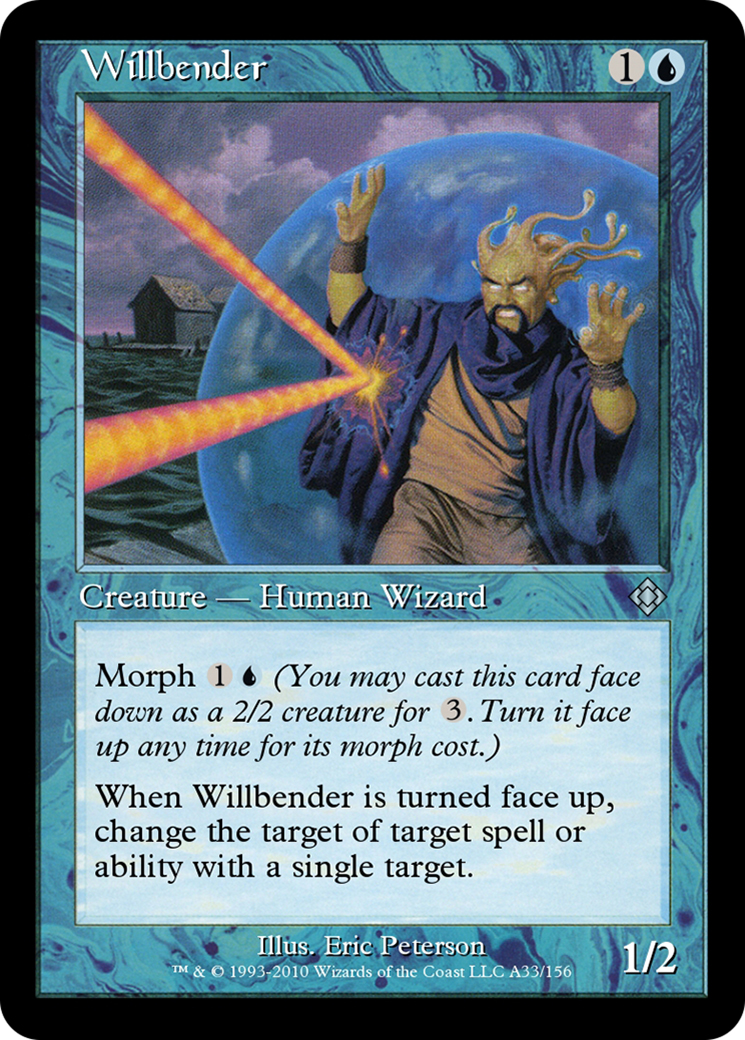 Willbender 1
Creature — Human Wizard
Morph 1 (You may cast this card face
down as a 2/2 creature for 3. Turn it face
up any time for its morph cost.)
When Willbender is turned face up,
change the target of target spell or
ability with a single target.
Illus. Eric Peterson
™ & © 1993-2010 Wizards of the Coast LLC A33/156
1/2